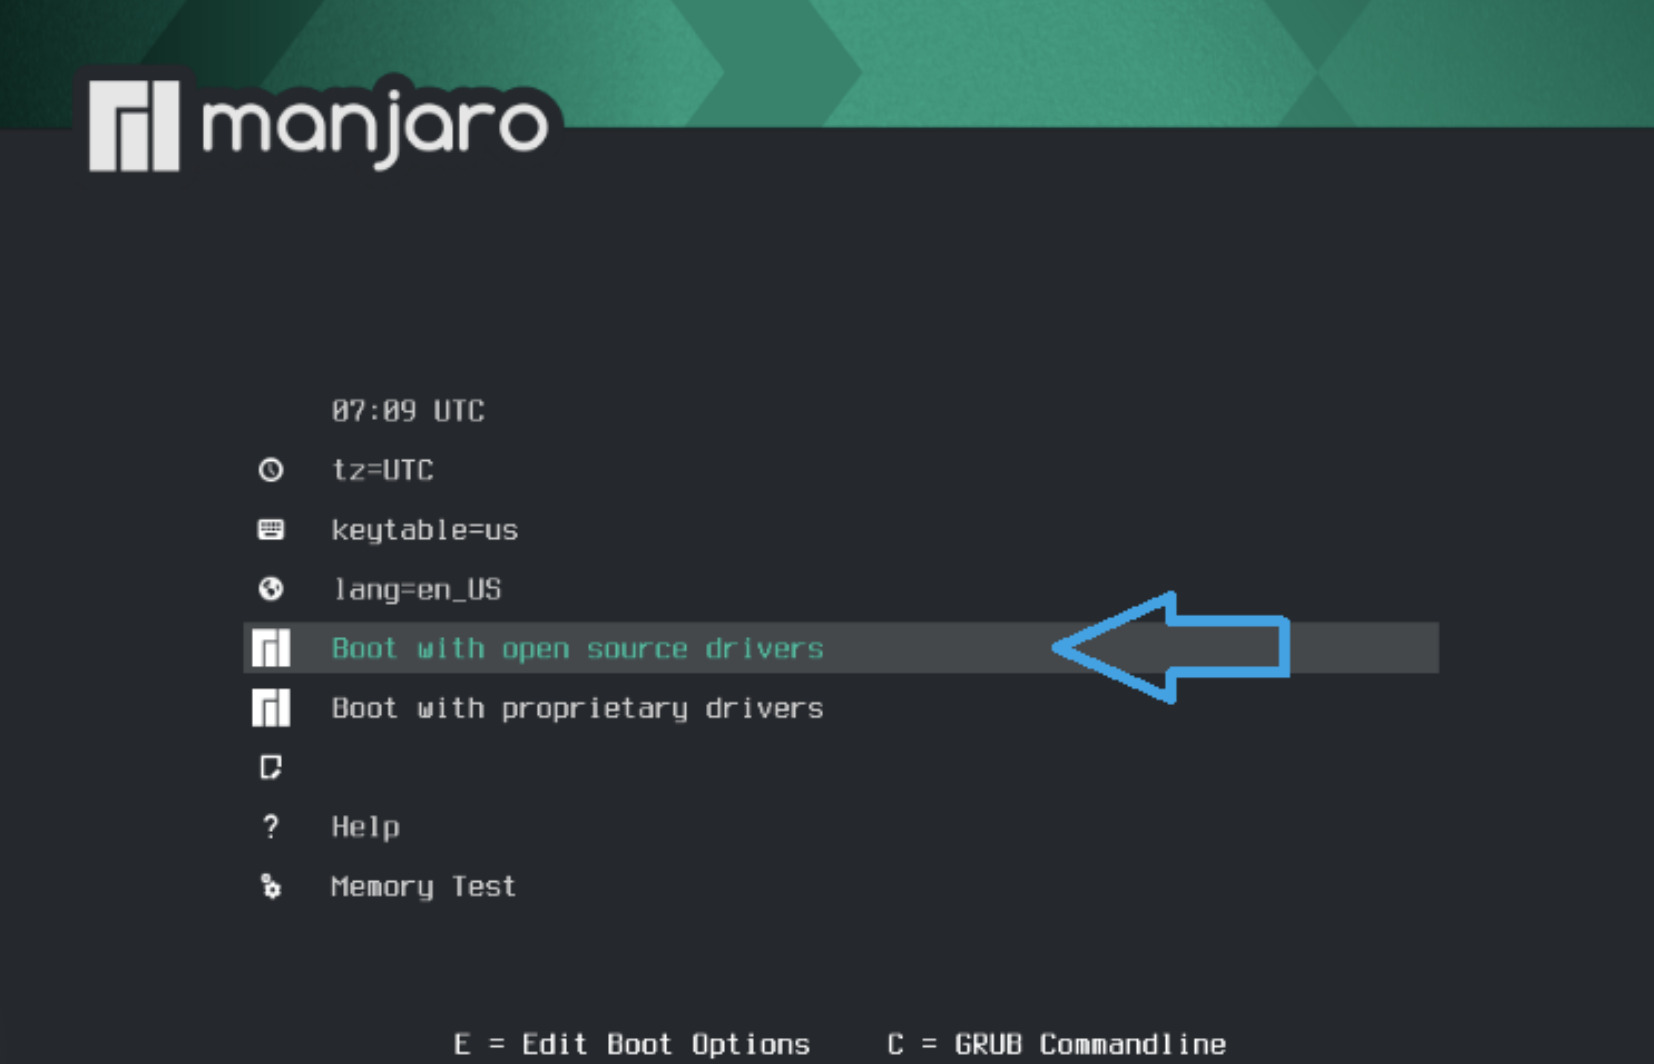 manjaro
07:09 UTC
tz=UTC
keytable=us
lang=en_US
Boot with open source drivers
Boot with proprietary drivers
? Help
Memory Test
E = Edit Boot Options C = GRUB Commandline